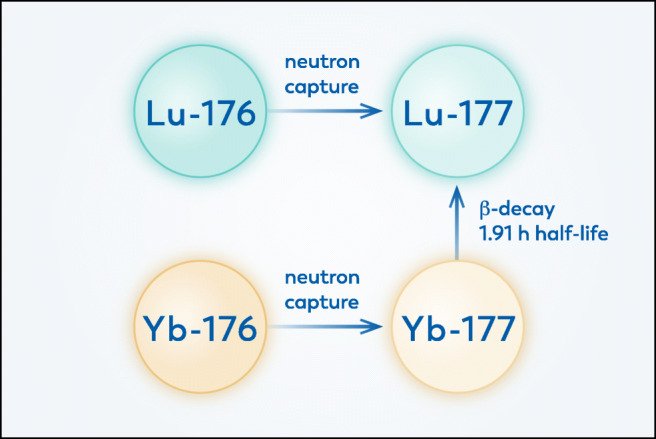 neutron
capture
Lu-176
Lu-177
β-decay
1.91 h half-life
neutron
capture
Yb-176
Yb-177